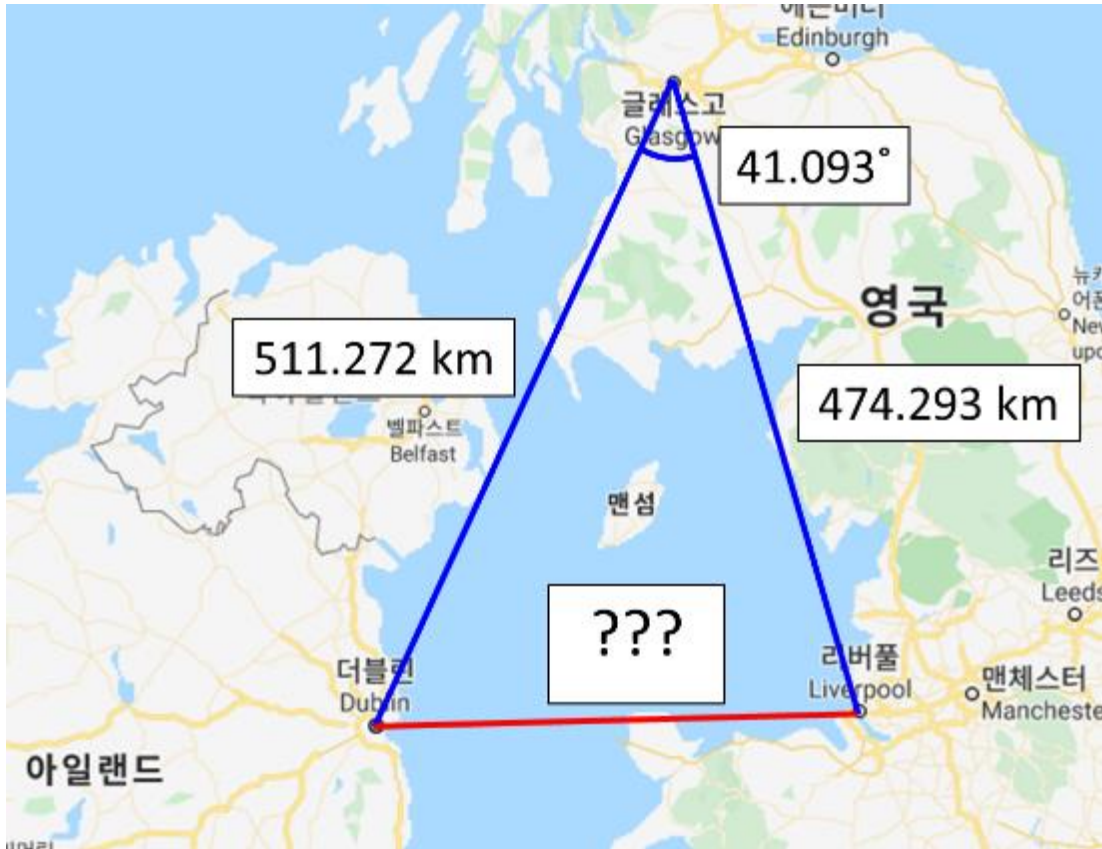 Edinburgh
글래스고
Glasgow
41.093˚
영국
511.272 km
474.293 km
벨파스트
Belfast
맨섬
리즈
Leeds
???
더블린
Dublin
리버풀
Liverpool
맨체스터
Mancheste
아일랜드